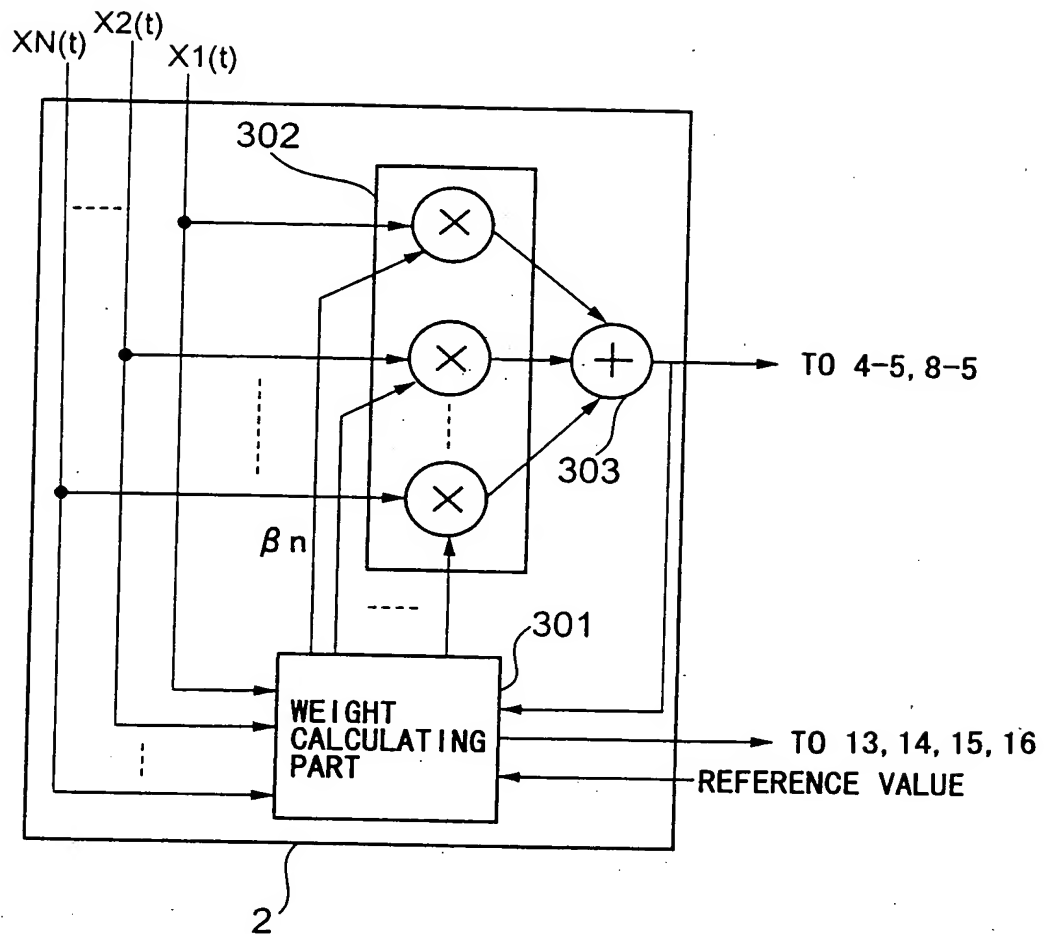 XN(t)
X2(t)
X1(t)
302
×
×
+
TO 4-5, 8-5
303
×
βn
301
WEIGHT
CALCULATING
PART
TO 13, 14, 15, 16
REFERENCE VALUE
2